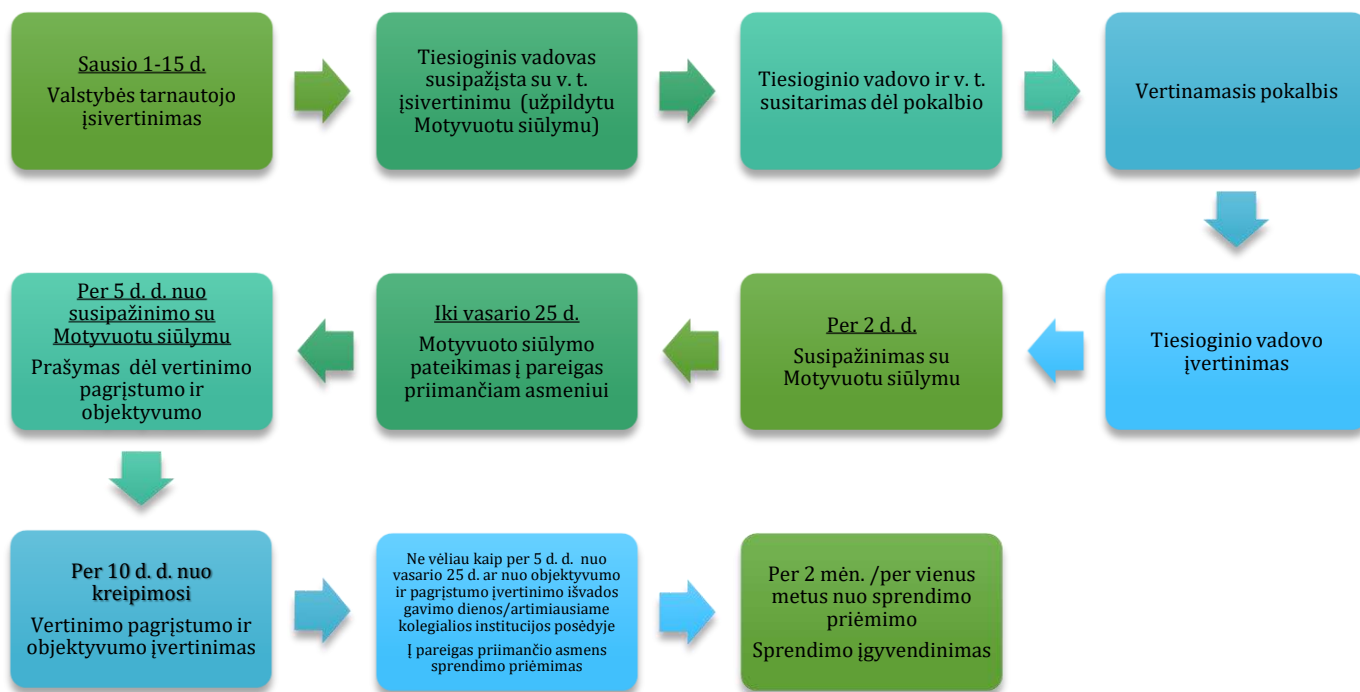 Sausio 1-15 d.
Valstybės tarnautojo
įsivertinimas
Tiesioginis vadovas
susipažįsta su v. t.
įsivertinimu (užpildytu
Motyvuotu siūlymu)
Tiesioginio vadovo ir v. t.
susitarimas dėl pokalbio
Vertinamasis pokalbis
Tiesioginio vadovo
įvertinimas
Per 2 d. d.
Susipažinimas su
Motyvuotu siūlymu
Iki vasario 25 d.
Motyvuoto siūlymo
pateikimas į pareigas
priimančiam asmeniui
Per 5 d. d. nuo
susipažinimo su
Motyvuotu siūlymu
Prašymas dėl vertinimo
pagrįstumo ir
objektyvumo
Per 10 d. d. nuo
kreipimosi
Vertinimo pagrįstumo ir
objektyvumo įvertinimas
Ne vėliau kaip per 5 d. d. nuo
vasario 25 d. ar nuo objektyvumo
ir pagrįstumo įvertinimo išvados
gavimo dienos/artimiausiame
kolegialios institucijos posėdyje
Į pareigas priimančio asmens
sprendimo priėmimas
Per 2 mėn. /per vienus
metus nuo sprendimo
priėmimo
Sprendimo įgyvendinimas